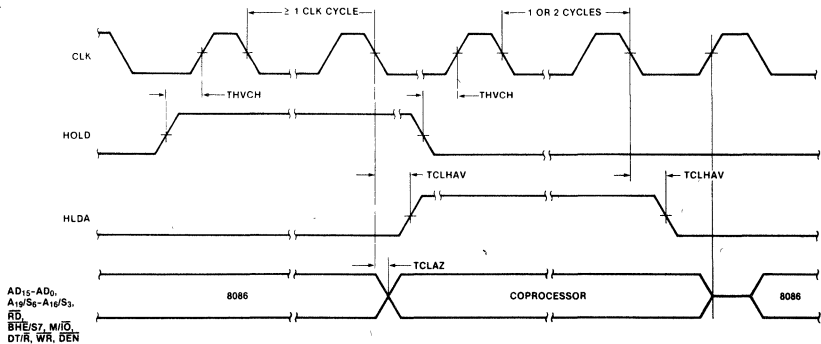 ≥ 1 CLK CYCLE
1 OR 2 CYCLES
CLK
THVCH
THVCH
HOLD
TCLHAV
TCLHAV
HLDA
TCLAZ
AD15-AD0,
A19/S6-A16/S3,
RD,
BHE/S7, M/IO,
DT/R, WR, DEN
8086
COPROCESSOR
8086